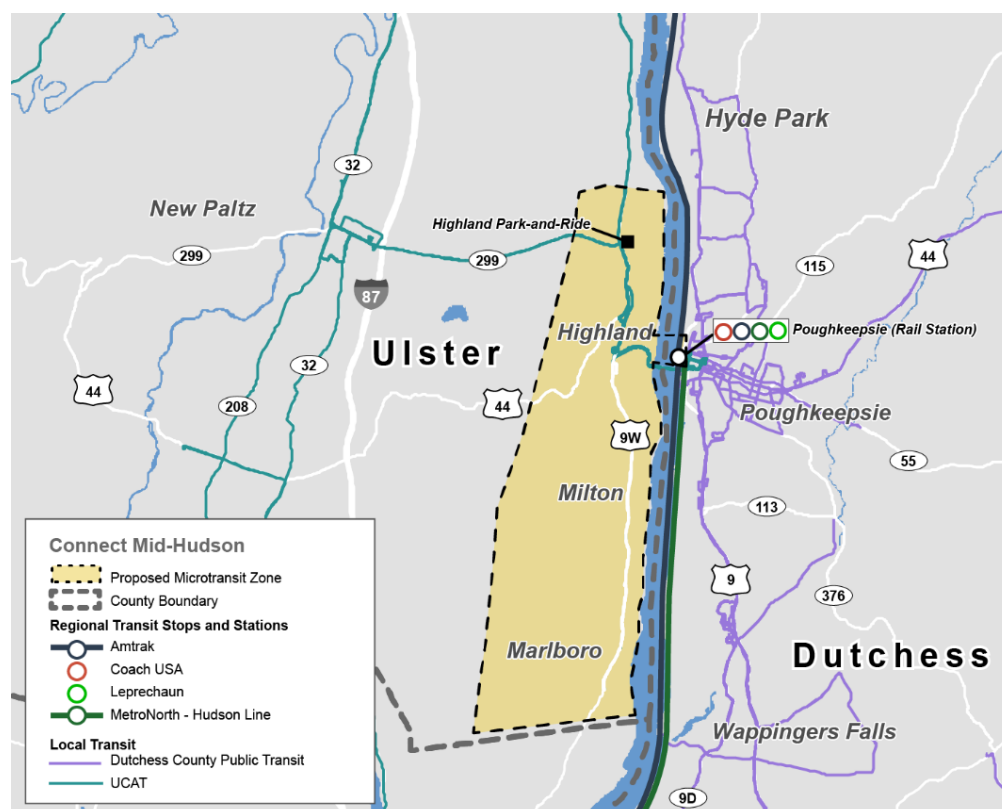 Hyde Park
32
New Paltz
Highland Park-and-Ride
299
299
115
44
87
Highland
Poughkeepsie (Rail Station)
Ulster
32
44
44
208
Poughkeepsie
9W
55
Milton
113
9
376
Marlboro
Dutchess
Wappingers Falls
9D
Connect Mid-Hudson
Proposed Microtransit Zone
County Boundary
Regional Transit Stops and Stations
Amtrak
Coach USA
Leprechaun
MetroNorth - Hudson Line
Local Transit
Dutchess County Public Transit
UCAT